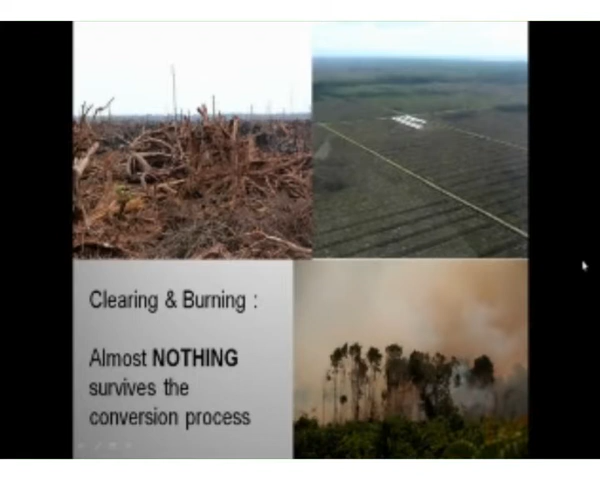 Clearing & Burning :
Almost NOTHING
survives the
conversion process